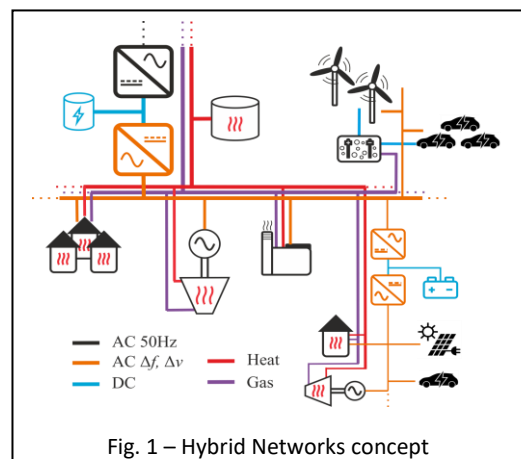 AC 50Hz
AC Δf, Δv
DC
Heat
Gas
Fig. 1 – Hybrid Networks concept